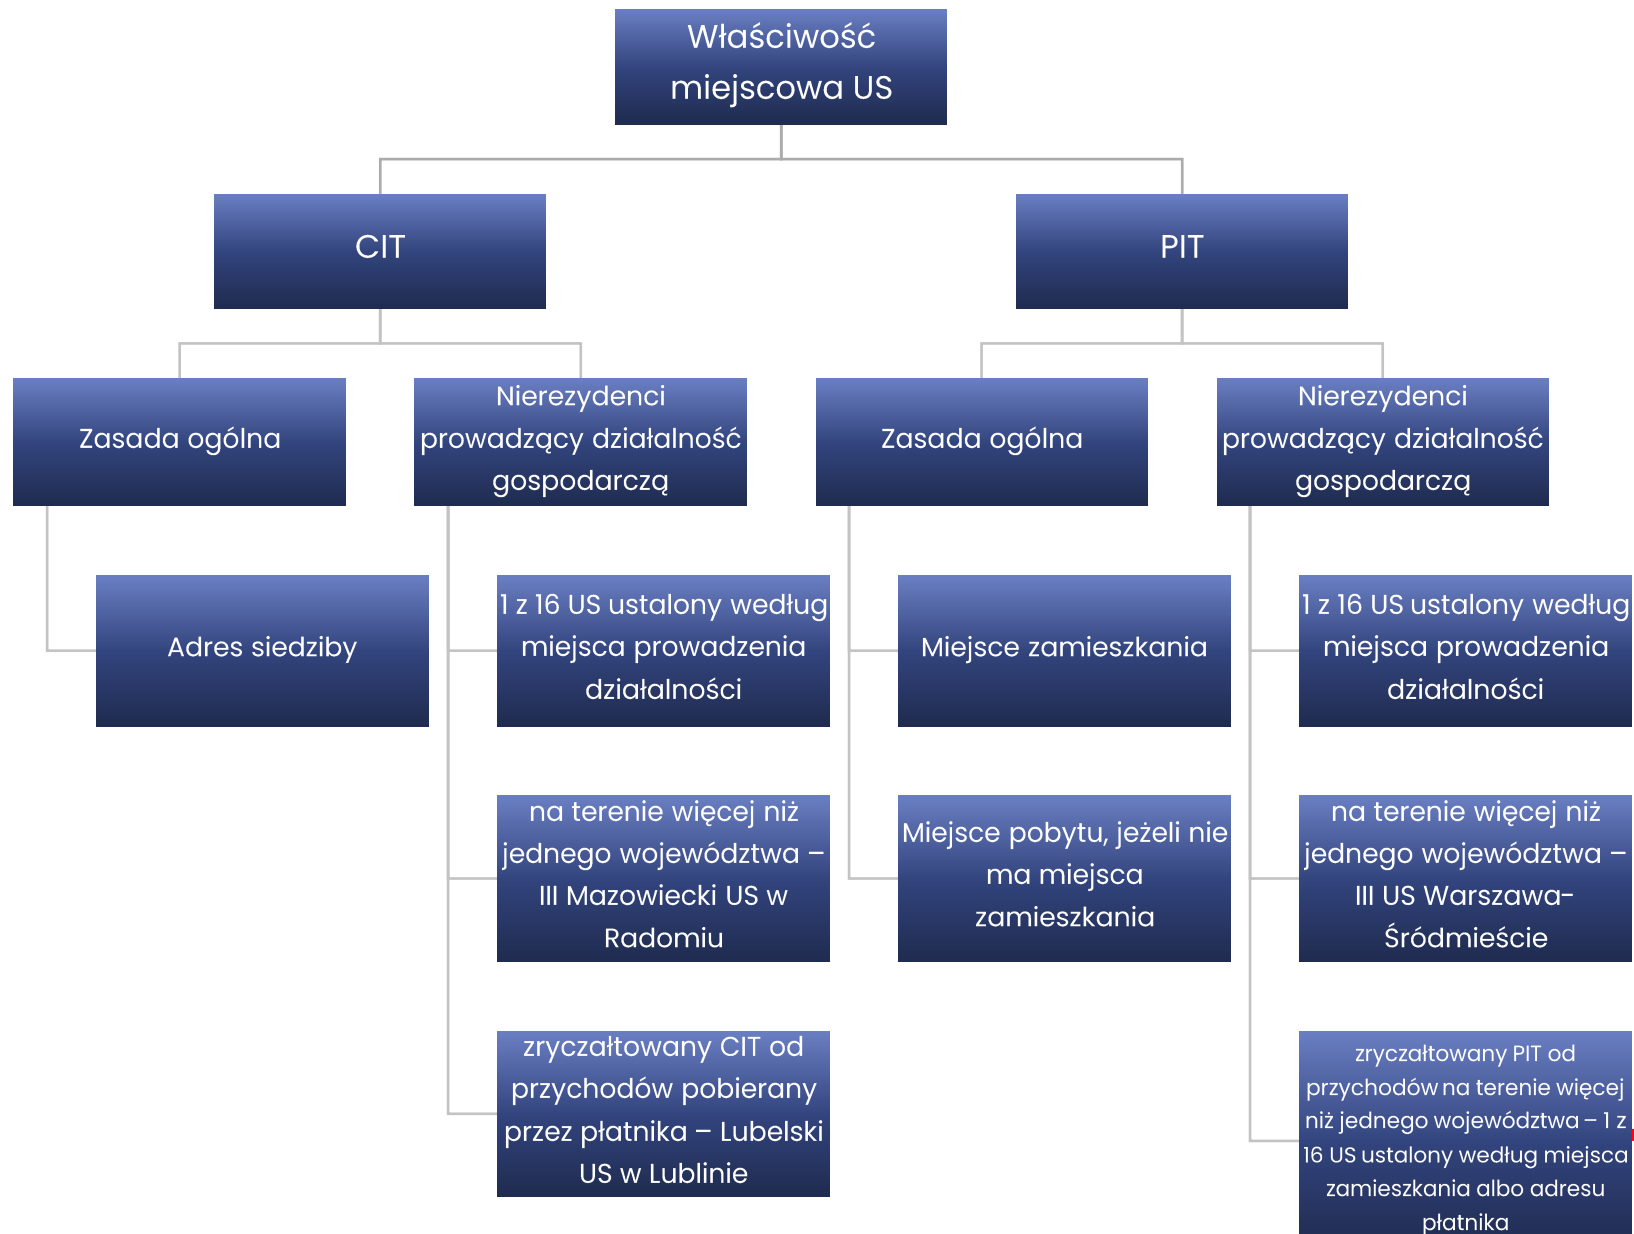 Właściwość
miejscowa US
CIT
PIT
Zasada ogólna
Nierezydenci
prowadzący działalność
gospodarczą
Zasada ogólna
Nierezydenci
prowadzący działalność
gospodarczą
Adres siedziby
1 z 16 US ustalony według
miejsca prowadzenia
działalności
Miejsce zamieszkania
1 z 16 US ustalony według
miejsca prowadzenia
działalności
na terenie więcej niż
jednego województwa –
III Mazowiecki US w
Radomiu
Miejsce pobytu, jeżeli nie
ma miejsca
zamieszkania
na terenie więcej niż
jednego województwa –
III US Warszawa-
Śródmieście
zryczałtowany CIT od
przychodów pobierany
przez płatnika – Lubelski
US w Lublinie
zryczałtowany PIT od
przychodów na terenie więcej
niż jednego województwa – 1 z
16 US ustalony według miejsca
zamieszkania albo adresu
płatnika